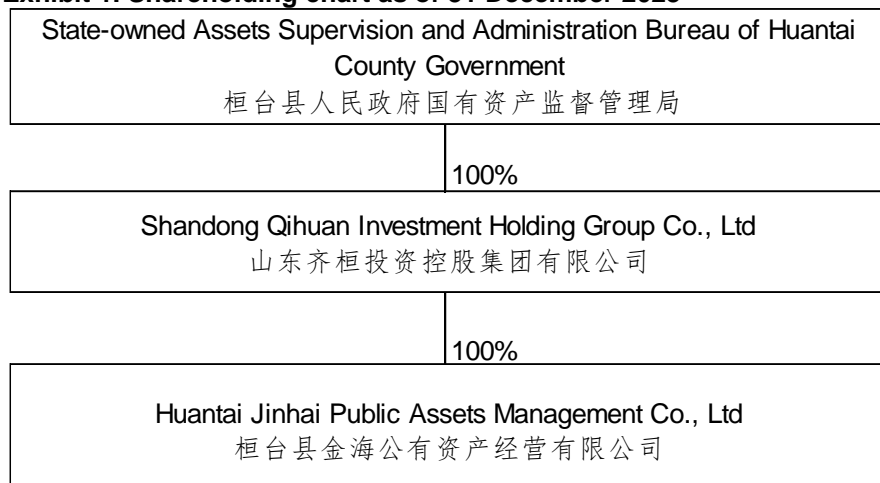 Exhibit 1. Shareholding chart as of 31 December 2023
State-owned Assets Supervision and Administration Bureau of Huantai
County Government
桓台县人民政府国有资产监督管理局
100%
Shandong Qihuan Investment Holding Group Co., Ltd
山东齐桓投资控股集团有限公司
100%
Huantai Jinhai Public Assets Management Co., Ltd
桓台县金海公有资产经营有限公司